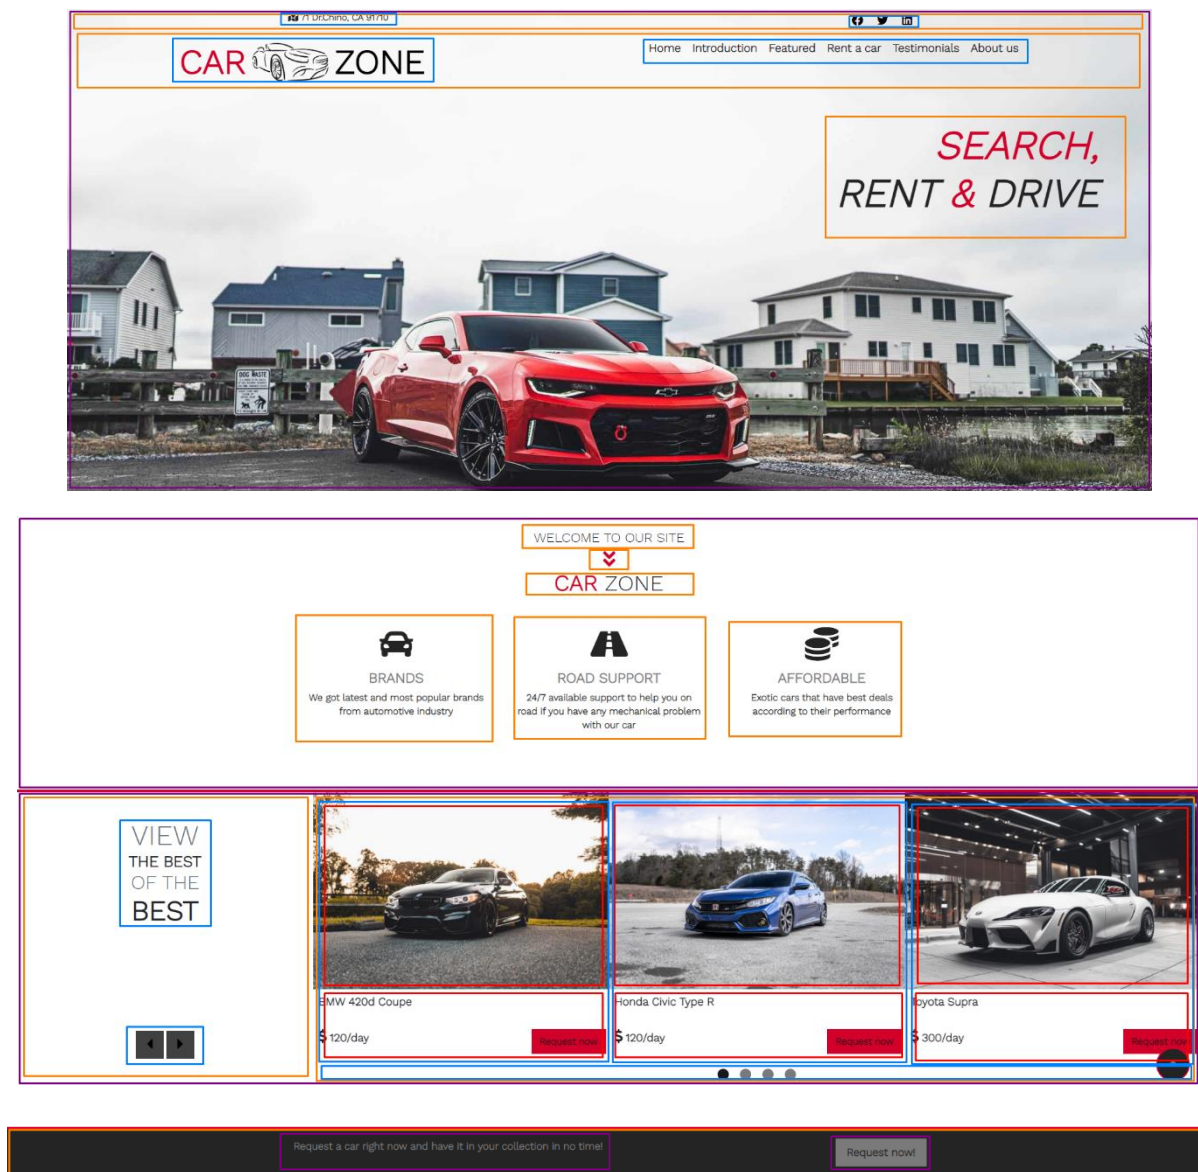 71 Dr.Chino, CA 91710
CAR ZONE
Home Introduction Featured Rent a car Testimonials About us
SEARCH,
RENT & DRIVE
DOG WASTE
WELCOME TO OUR SITE
CAR ZONE
BRANDS
We got latest and most popular brands
from automotive industry
ROAD SUPPORT
24/7 available support to help you on
road if you have any mechanical problem
with our car
AFFORDABLE
Exotic cars that have best deals
according to their performance
VIEW
THE BEST
OF THE
BEST
BMW 420d Coupe
$ 120/day
Request now
Honda Civic Type R
$ 120/day
Request now
Toyota Supra
$ 300/day
Request now
Request a car right now and have it in your collection in no time!
Request now!